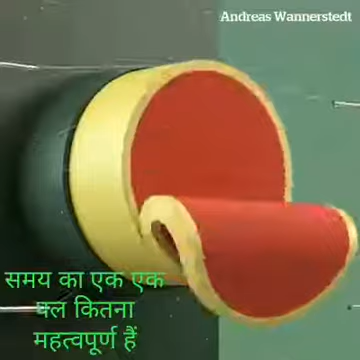 Andreas Wannerstedt
समय का एक एक
पल कितना
महत्वपूर्ण हैं